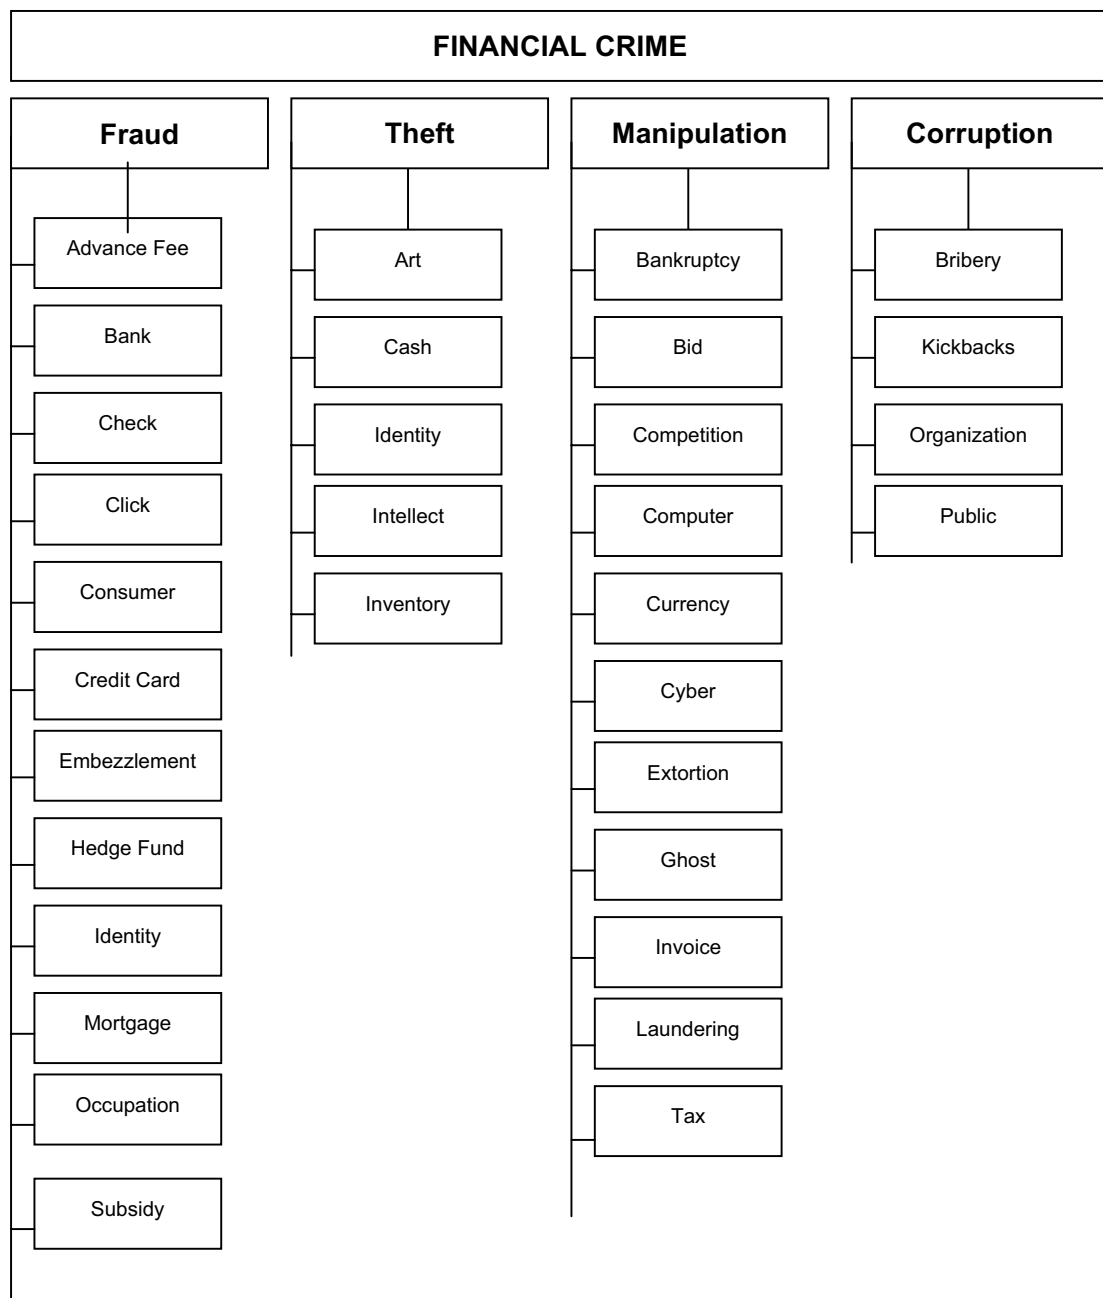 FINANCIAL CRIME
Fraud
Advance Fee
Bank
Check
Click
Consumer
Credit Card
Embezzlement
Hedge Fund
Identity
Mortgage
Occupation
Subsidy
Theft
Art
Cash
Identity
Intellect
Inventory
Manipulation
Bankruptcy
Bid
Competition
Computer
Currency
Cyber
Extortion
Ghost
Invoice
Laundering
Tax
Corruption
Bribery
Kickbacks
Organization
Public